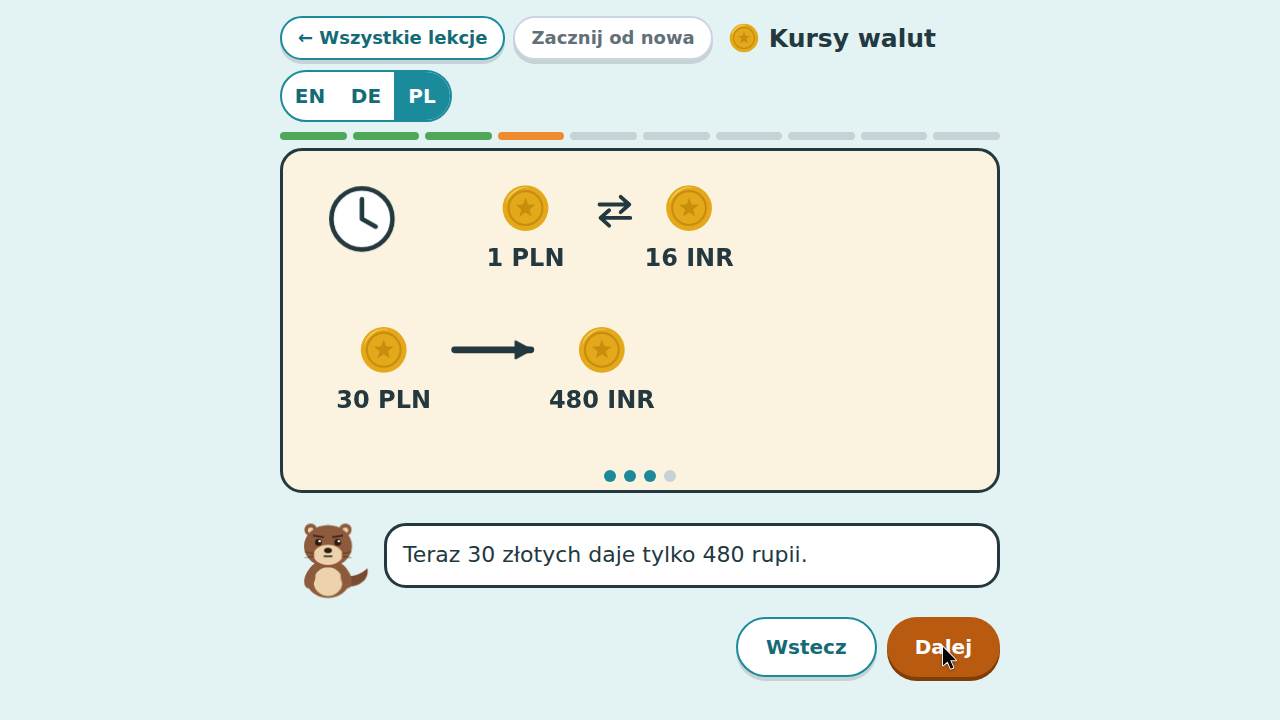 ← Wszystkie lekcje
Zacznij od nowa
Kursy walut
EN DE PL
1 PLN
16 INR
30 PLN
480 INR
Teraz 30 złotych daje tylko 480 rupii.
Wstecz
Dalej